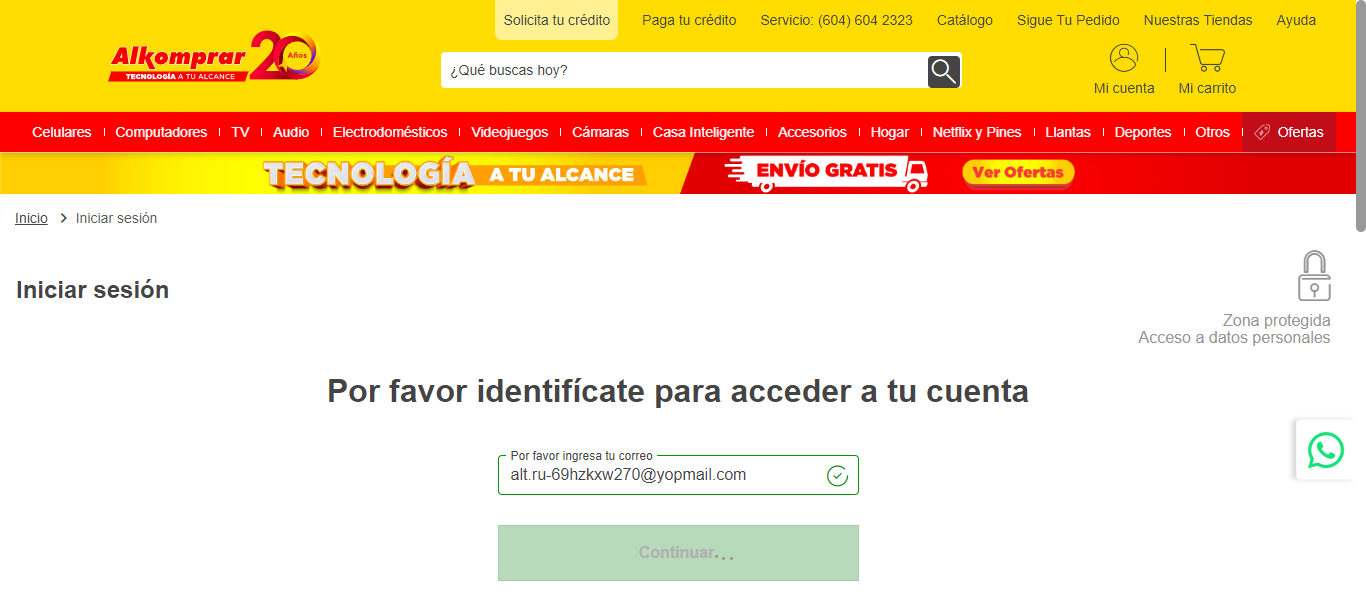 Solicita tu crédito Paga tu crédito Servicio: (604) 604 2323 Catálogo Sigue Tu Pedido Nuestras Tiendas Ayuda
Alkomprar 20 Años
TECNOLOGÍA A TU ALCANCE
¿Qué buscas hoy?
Mi cuenta Mi carrito
Celulares Computadores TV Audio Electrodomésticos Videojuegos Cámaras Casa Inteligente Accesorios Hogar Netflix y Pines Llantas Deportes Otros Ofertas
TECNOLOGÍA A TU ALCANCE ENVÍO GRATIS Ver Ofertas
Inicio Iniciar sesión
Iniciar sesión
Zona protegida
Acceso a datos personales
Por favor identifícate para acceder a tu cuenta
Por favor ingresa tu correo
alt.ru-69hzkxw270@yopmail.com
Continuar...